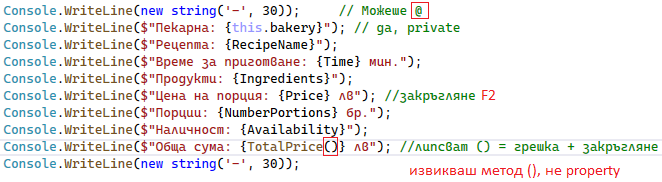 Console.WriteLine(new string('-', 30)); // Можеше @
Console.WriteLine($"Пекарна: {this.bakery}"); // да, private
Console.WriteLine($"Рецепта: {RecipeName}");
Console.WriteLine($"Време за приготване: {Time} мин.");
Console.WriteLine($"Продукти: {Ingredients}");
Console.WriteLine($"Цена на порция: {Price} лв"); //закръгляне F2
Console.WriteLine($"Порции: {NumberPortions} бр.");
Console.WriteLine($"Наличност: {Availability}");
Console.WriteLine($"Обща сума: {TotalPrice()} лв"); //липсват () = грешка + закръгляне
Console.WriteLine(new string('-', 30));
извикваш метод (), не property